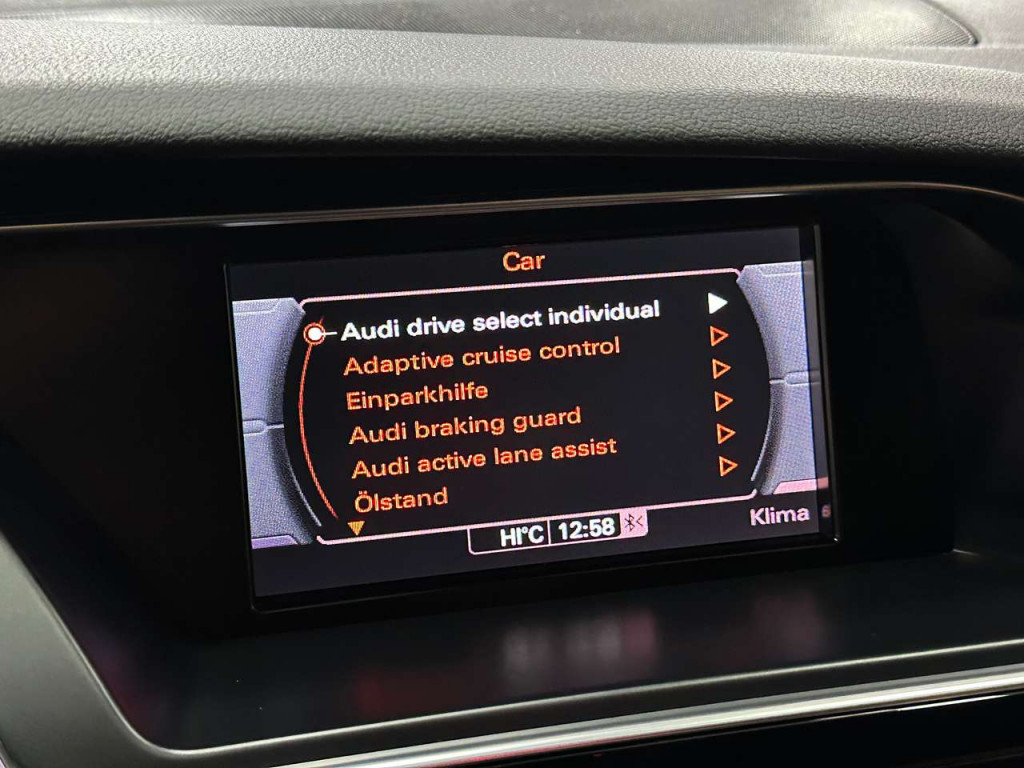 Car
Audi drive select individual
Adaptive cruise control
Einparkhilfe
Audi braking guard
Audi active lane assist
Ölstand
HI°C 12:58
Klima